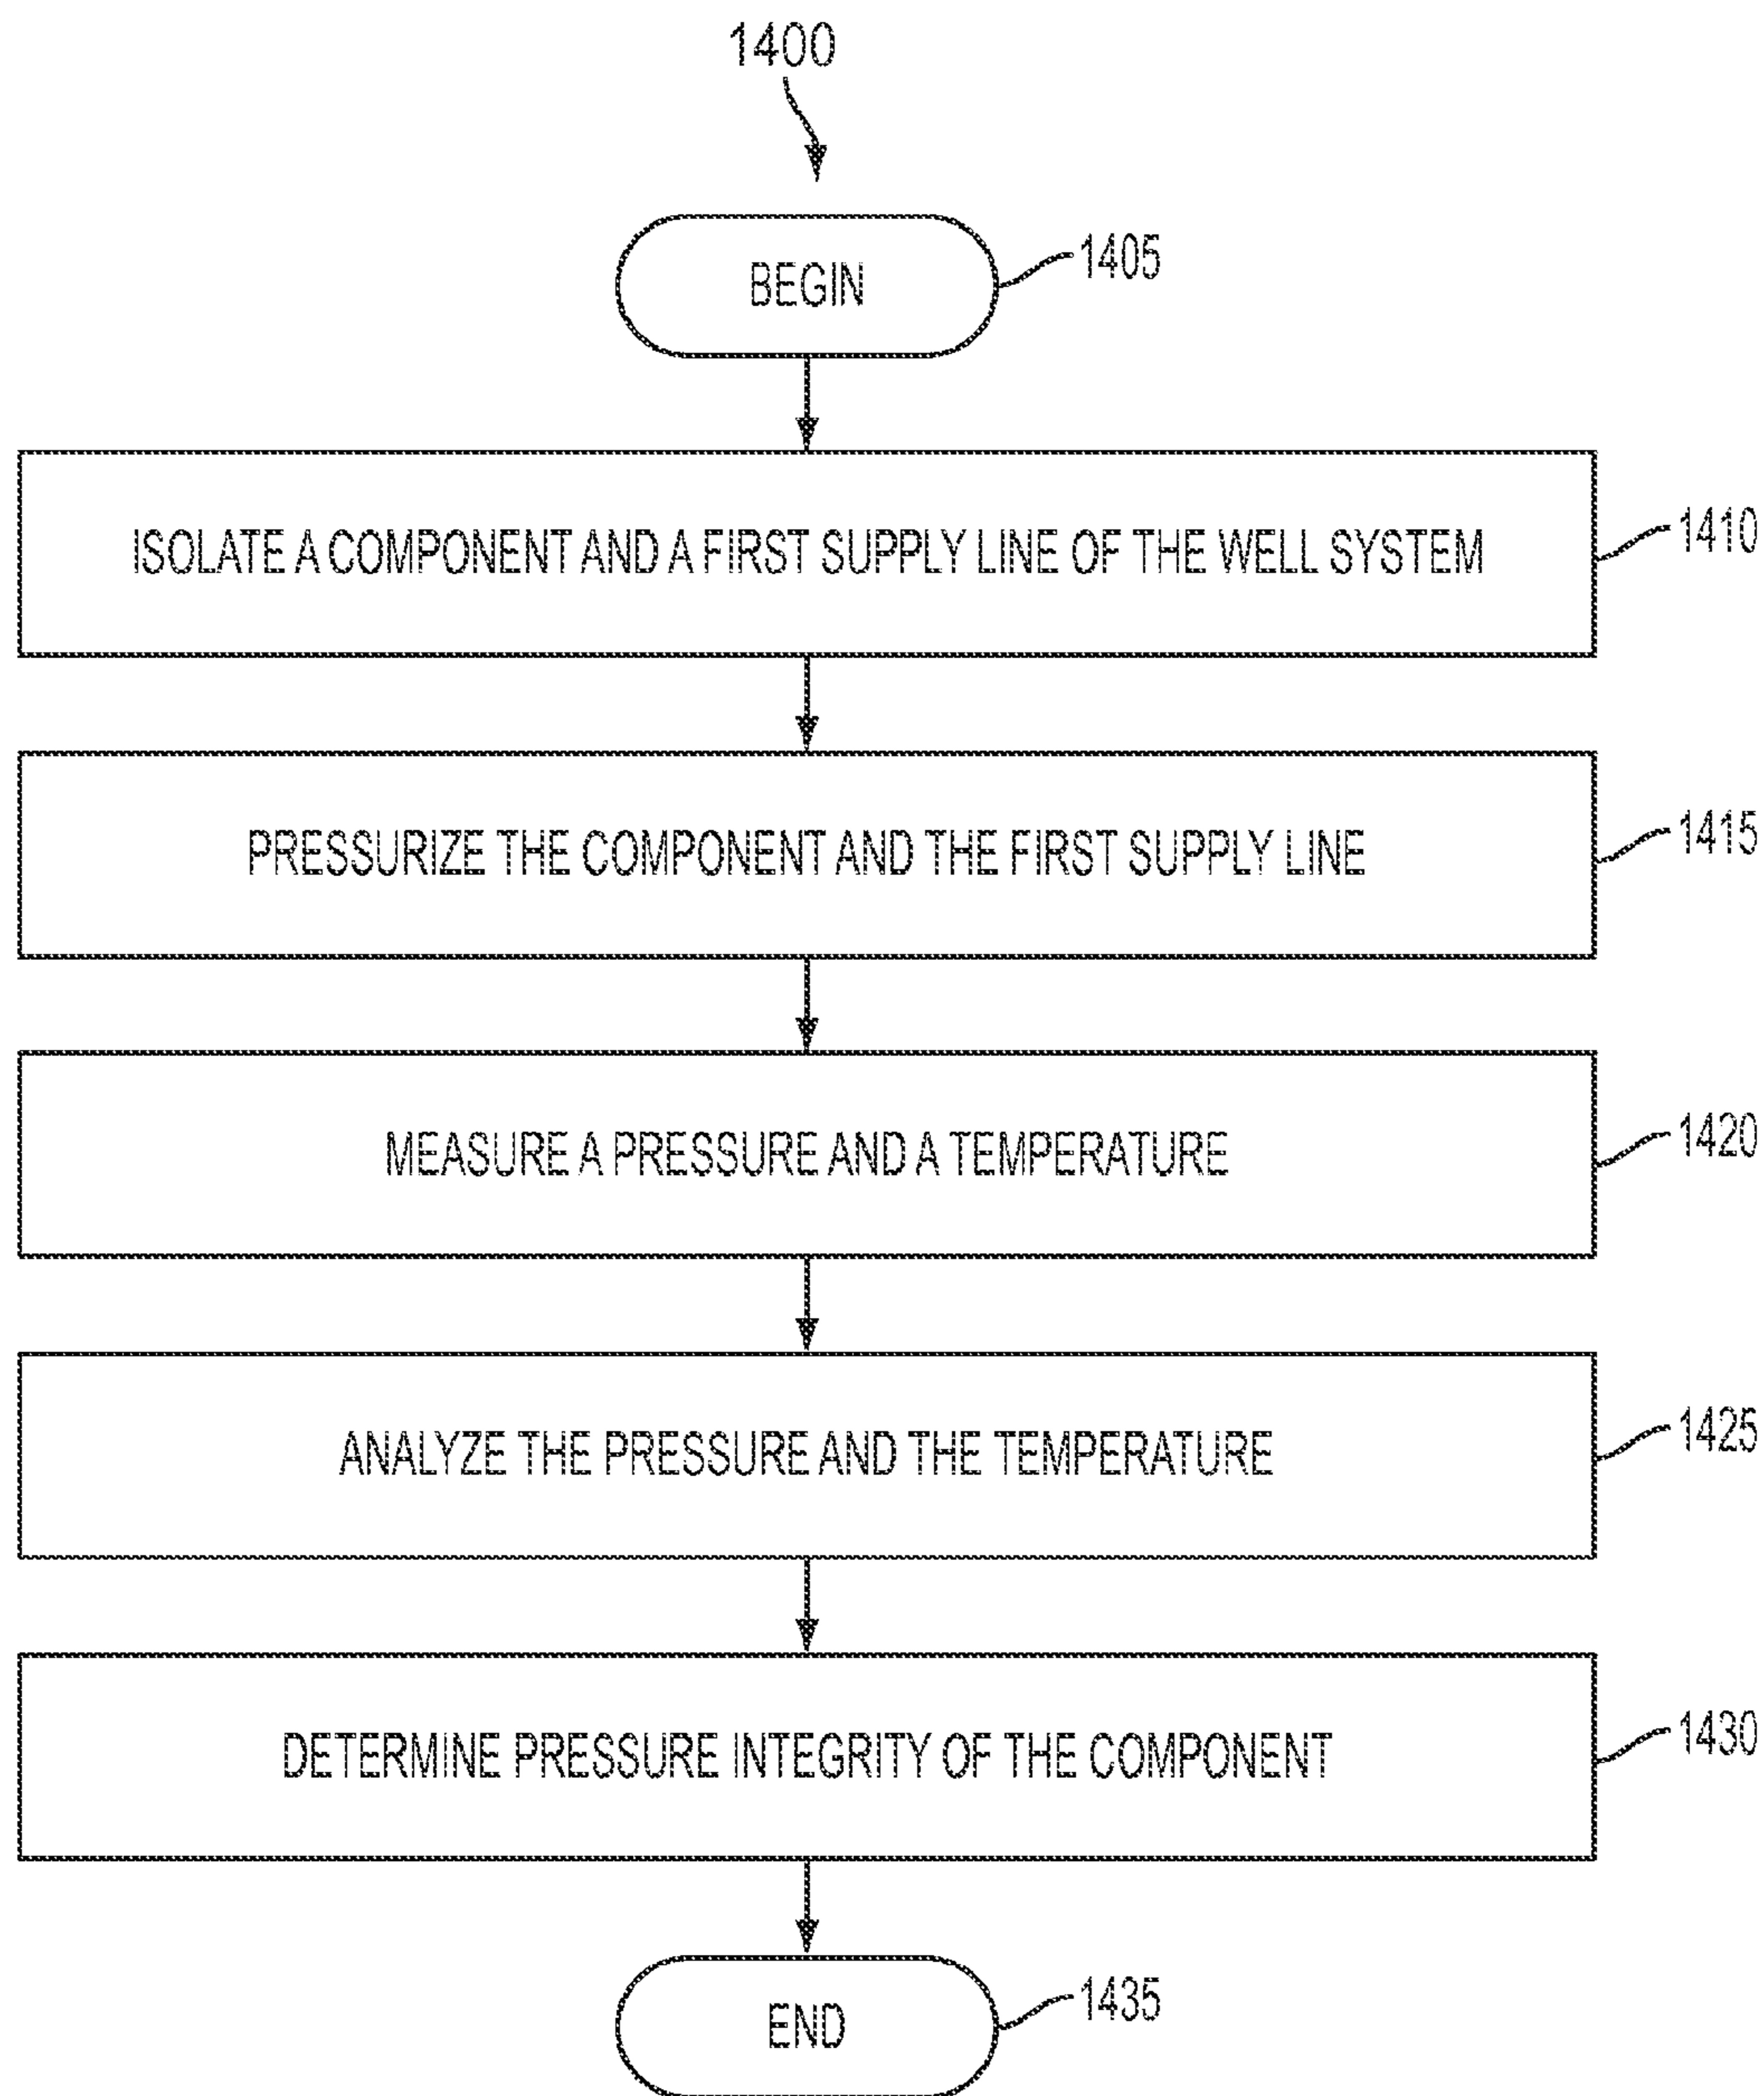 1400
BEGIN
1405
ISOLATE A COMPONENT AND A FIRST SUPPLY LINE OF THE WELL SYSTEM
1410
PRESSURIZE THE COMPONENT AND THE FIRST SUPPLY LINE
1415
MEASURE A PRESSURE AND A TEMPERATURE
1420
ANALYZE THE PRESSURE AND THE TEMPERATURE
1425
DETERMINE PRESSURE INTEGRITY OF THE COMPONENT
1430
END
1435